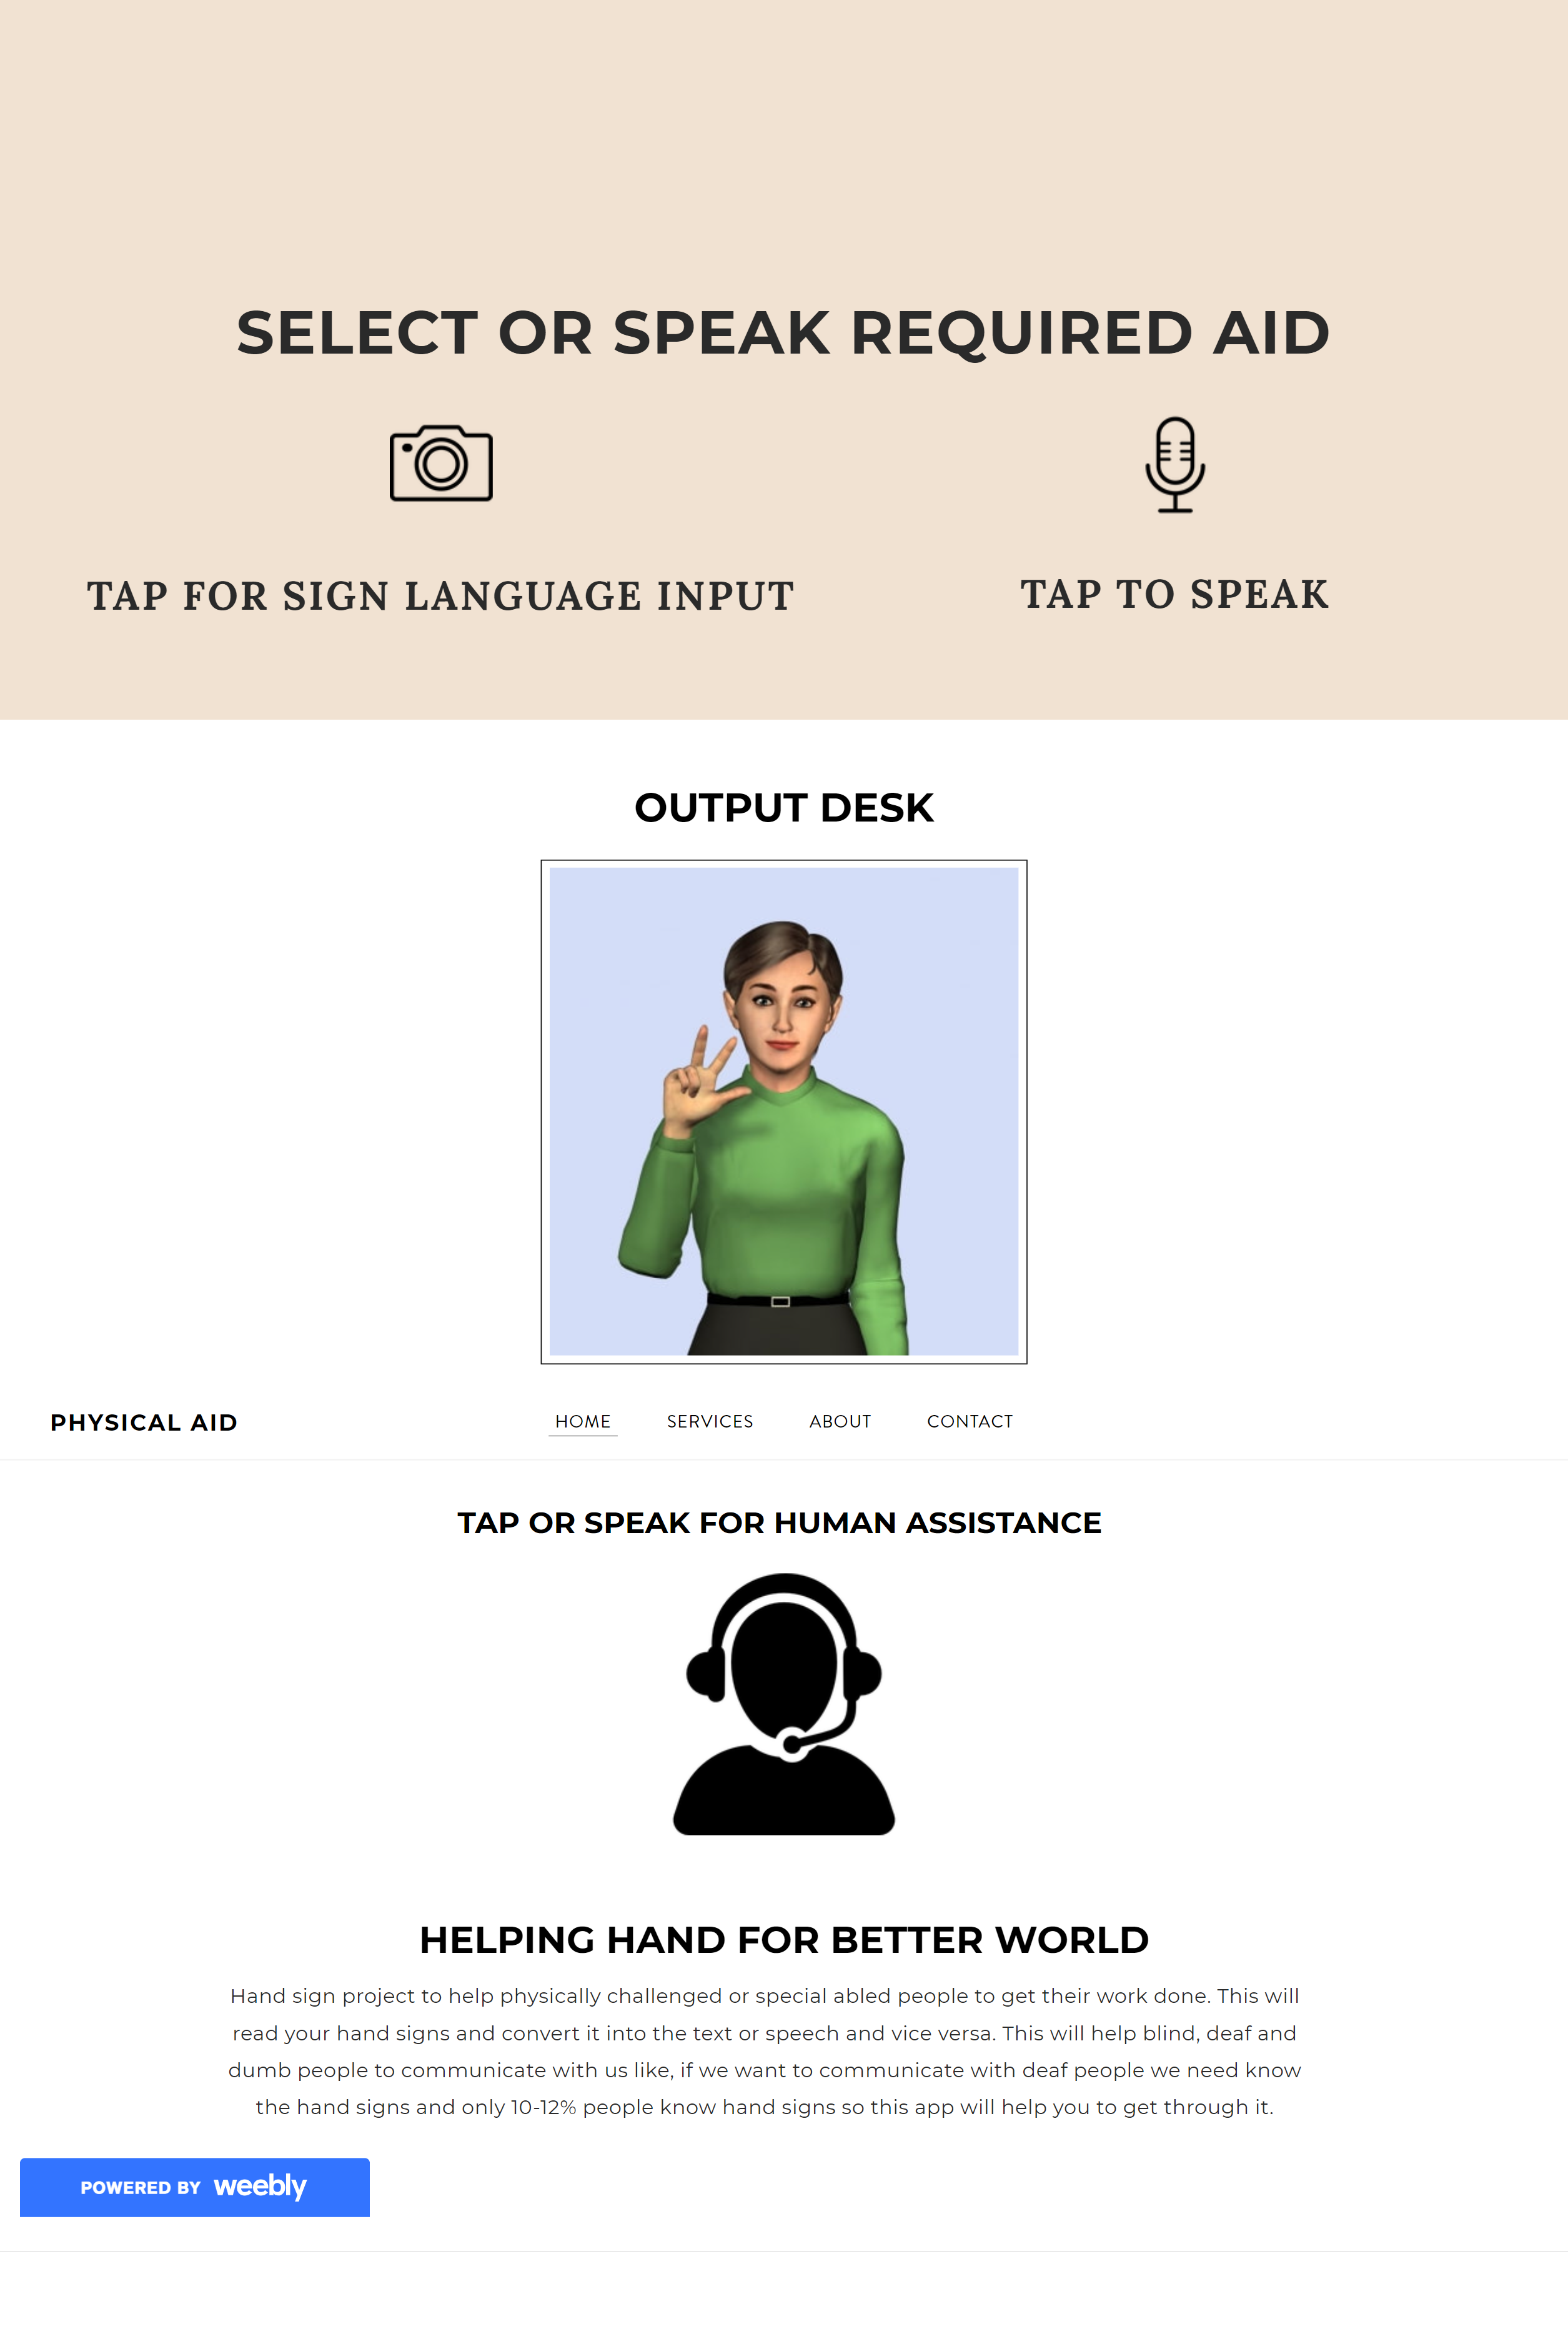 SELECT OR SPEAK REQUIRED AID
TAP FOR SIGN LANGUAGE INPUT
TAP TO SPEAK
OUTPUT DESK
PHYSICAL AID
HOME
SERVICES
ABOUT
CONTACT
TAP OR SPEAK FOR HUMAN ASSISTANCE
HELPING HAND FOR BETTER WORLD
Hand sign project to help physically challenged or special abled people to get their work done. This will
read your hand signs and convert it into the text or speech and vice versa. This will help blind, deaf and
dumb people to communicate with us like, if we want to communicate with deaf people we need know
the hand signs and only 10-12% people know hand signs so this app will help you to get through it.
POWERED BY weebly